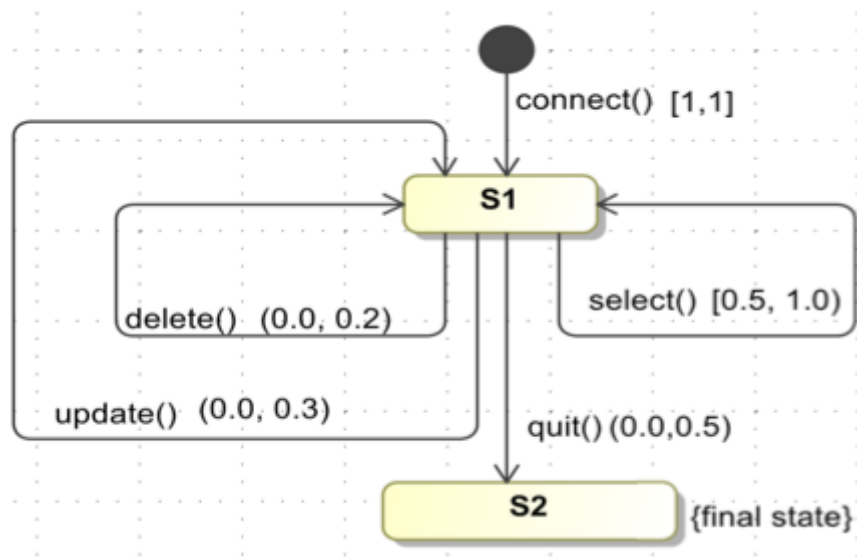 connect() [1,1]
S1
select() [0.5, 1.0)
delete() (0.0, 0.2)
update() (0.0, 0.3)
quit() (0.0,0.5)
S2
{final state}